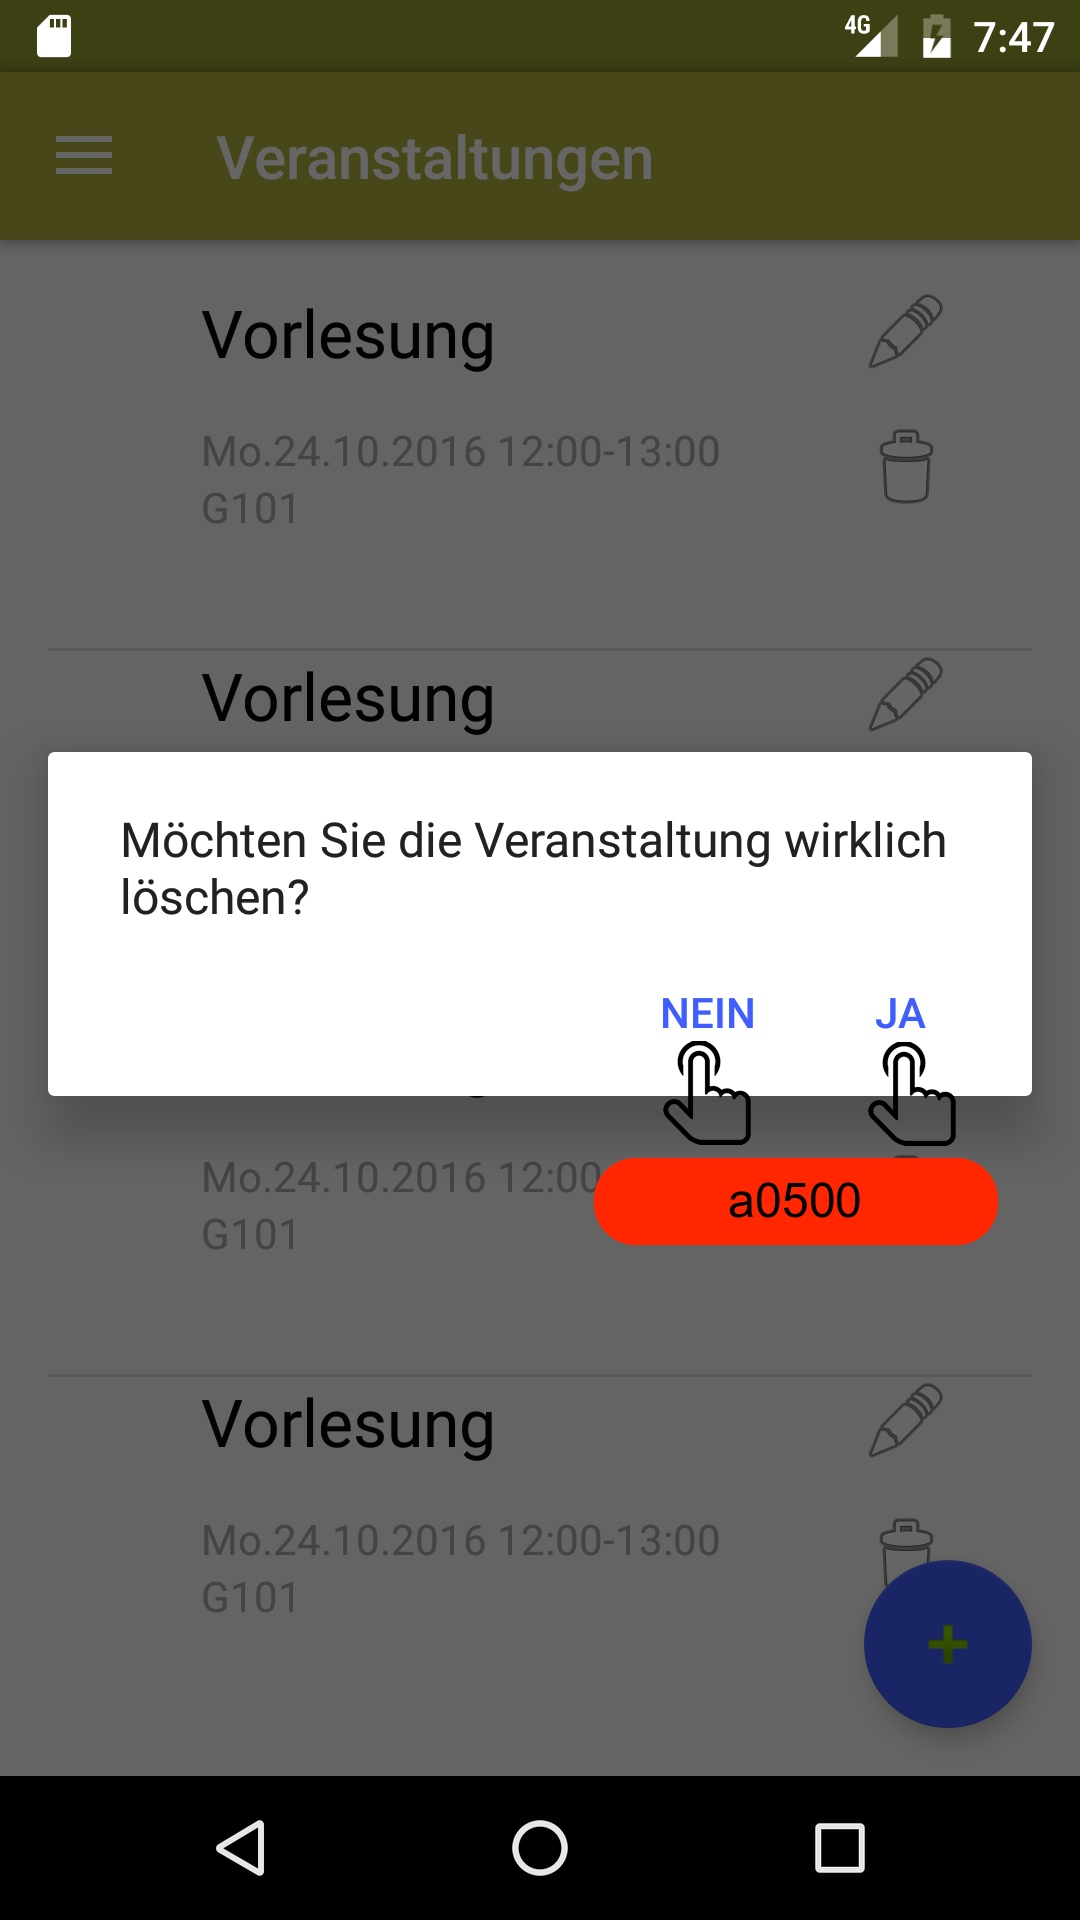 4G 7:47
Veranstaltungen
Vorlesung
Mo.24.10.2016 12:00-13:00
G101
Vorlesung
Möchten Sie die Veranstaltung wirklich
löschen?
NEIN JA
Mo.24.10.2016 12:00
a0500
G101
Vorlesung
Mo.24.10.2016 12:00-13:00
G101